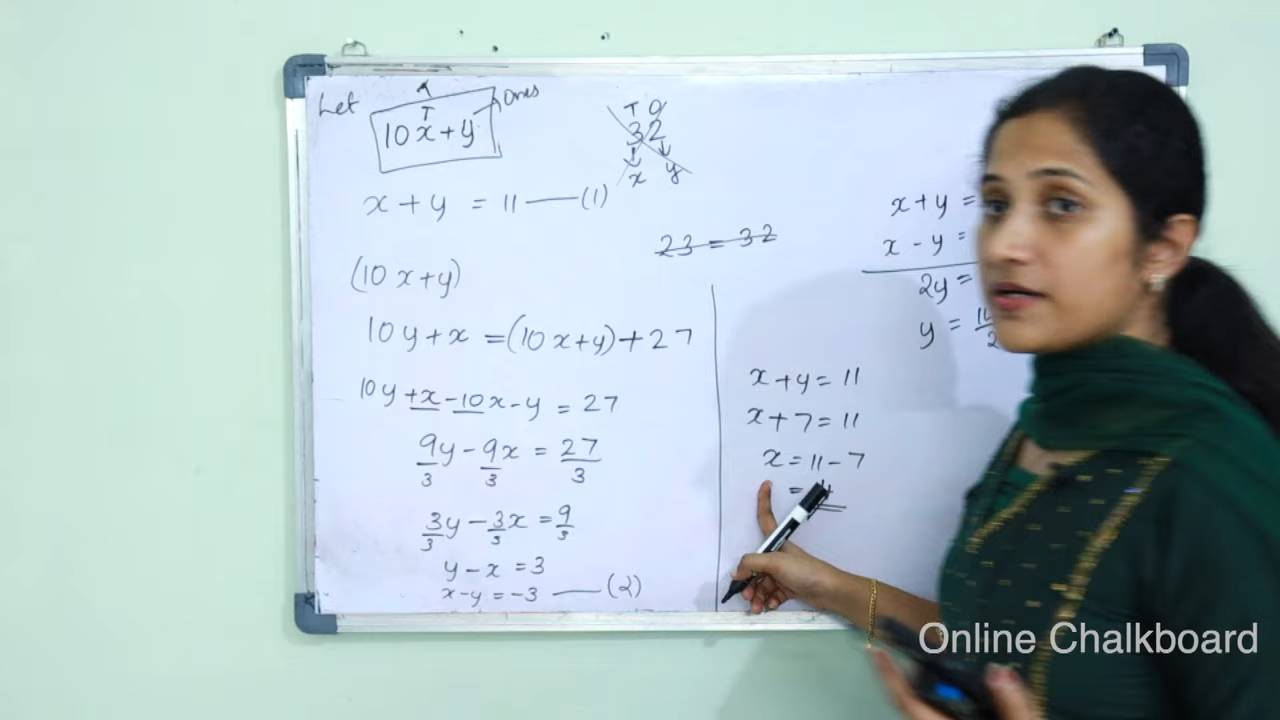 Let
T ones
10x+y
T O
32
x y
x + y = 11 —— (1)
23 = 32
(10 x+y)
10y+x = (10x+y)+27
10y +x -10x-y = 27
9y/3 - 9x/3 = 27/3
3y/3 - 3x/3 = 9/3
y - x = 3
x-y = -3 —— (2)
x+y = 11
x+7 = 11
x = 11-7
=
x+y =
x - y =
2y =
y =
Online Chalkboard